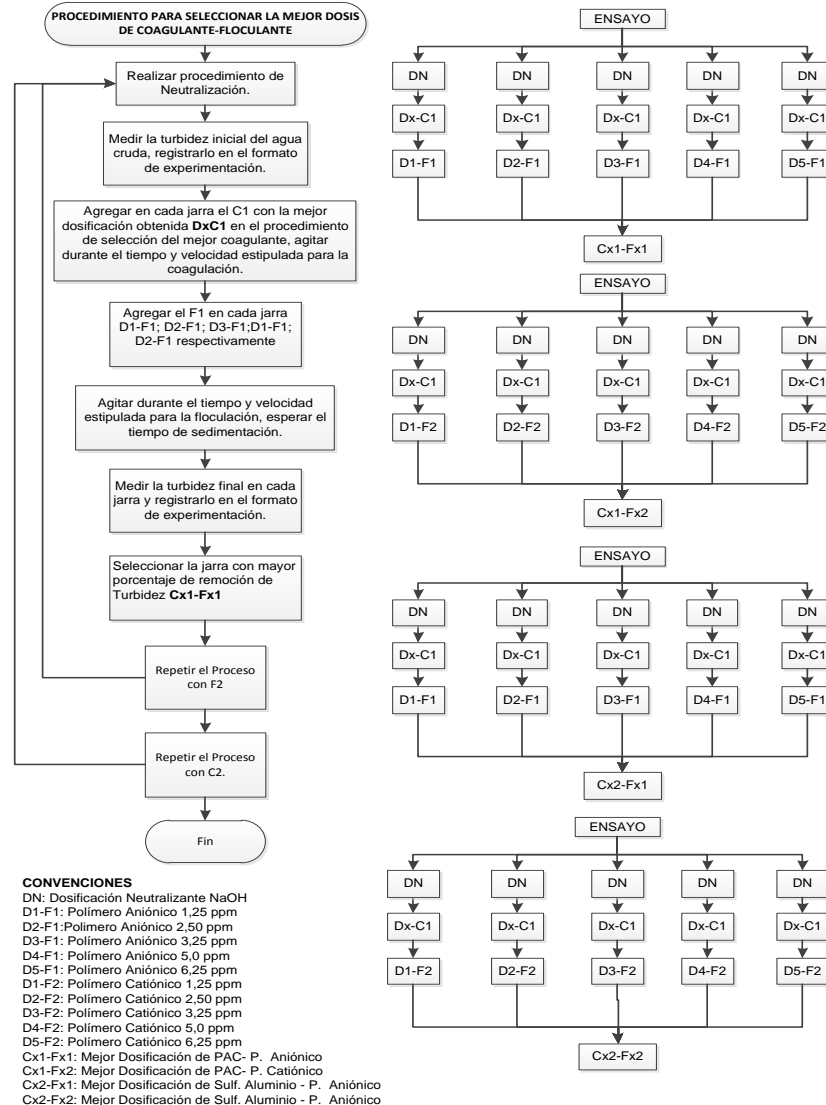 PROCEDIMIENTO PARA SELECCIONAR LA MEJOR DOSIS
DE COAGULANTE-FLOCULANTE
Realizar procedimiento de
Neutralización.
Medir la turbidez inicial del agua
cruda, registrarlo en el formato
de experimentación.
Agregar en cada jarra el C1 con la mejor
dosificación obtenida DxC1 en el procedimiento
de selección del mejor coagulante, agitar
durante el tiempo y velocidad estipulada para la
coagulación.
Agregar el F1 en cada jarra
D1-F1; D2-F1; D3-F1;D1-F1;
D2-F1 respectivamente
Agitar durante el tiempo y velocidad
estipulada para la floculación, esperar el
tiempo de sedimentación.
Medir la turbidez final en cada
jarra y registrarlo en el formato
de experimentación.
Seleccionar la jarra con mayor
porcentaje de remoción de
Turbidez Cx1-Fx1
Repetir el Proceso
con F2
Repetir el Proceso
con C2.
Fin
CONVENCIONES
DN: Dosificación Neutralizante NaOH
D1-F1: Polímero Aniónico 1,25 ppm
D2-F1:Polimero Aniónico 2,50 ppm
D3-F1: Polímero Aniónico 3,25 ppm
D4-F1: Polímero Aniónico 5,0 ppm
D5-F1: Polímero Aniónico 6,25 ppm
D1-F2: Polímero Catiónico 1,25 ppm
D2-F2: Polímero Catiónico 2,50 ppm
D3-F2: Polímero Catiónico 3,25 ppm
D4-F2: Polímero Catiónico 5,0 ppm
D5-F2: Polímero Catiónico 6,25 ppm
Cx1-Fx1: Mejor Dosificación de PAC- P. Aniónico
Cx1-Fx2: Mejor Dosificación de PAC- P. Catiónico
Cx2-Fx1: Mejor Dosificación de Sulf. Aluminio - P. Aniónico
Cx2-Fx2: Mejor Dosificación de Sulf. Aluminio - P. Aniónico
ENSAYO
DN DN DN DN DN
Dx-C1 Dx-C1 Dx-C1 Dx-C1 Dx-C1
D1-F1 D2-F1 D3-F1 D4-F1 D5-F1
Cx1-Fx1
ENSAYO
DN DN DN DN DN
Dx-C1 Dx-C1 Dx-C1 Dx-C1 Dx-C1
D1-F2 D2-F2 D3-F2 D4-F2 D5-F2
Cx1-Fx2
ENSAYO
DN DN DN DN DN
Dx-C1 Dx-C1 Dx-C1 Dx-C1 Dx-C1
D1-F1 D2-F1 D3-F1 D4-F1 D5-F1
Cx2-Fx1
ENSAYO
DN DN DN DN DN
Dx-C1 Dx-C1 Dx-C1 Dx-C1 Dx-C1
D1-F2 D2-F2 D3-F2 D4-F2 D5-F2
Cx2-Fx2